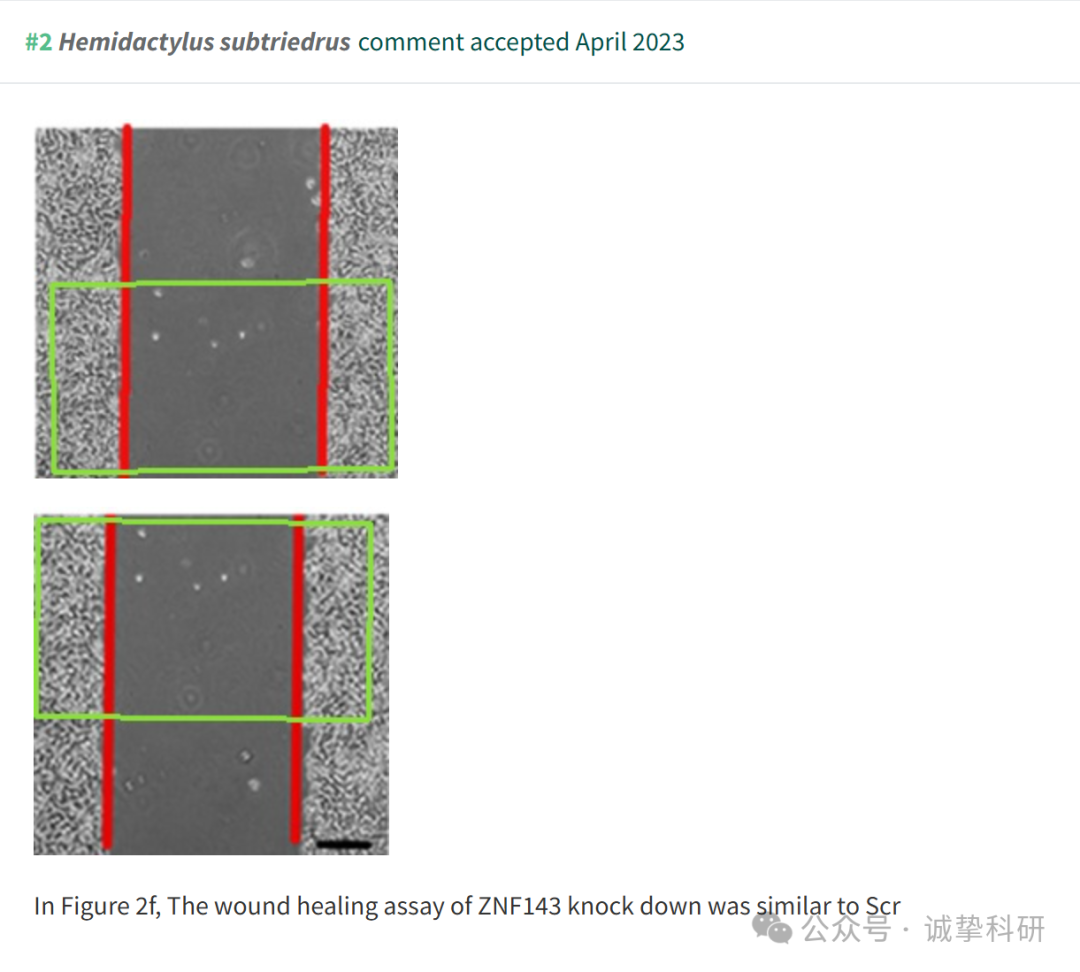 #2 Hemidactylus subtriedrus comment accepted April 2023
In Figure 2f, The wound healing assay of ZNF143 knock down was similar to Scr
公众号 · 诚挚科研